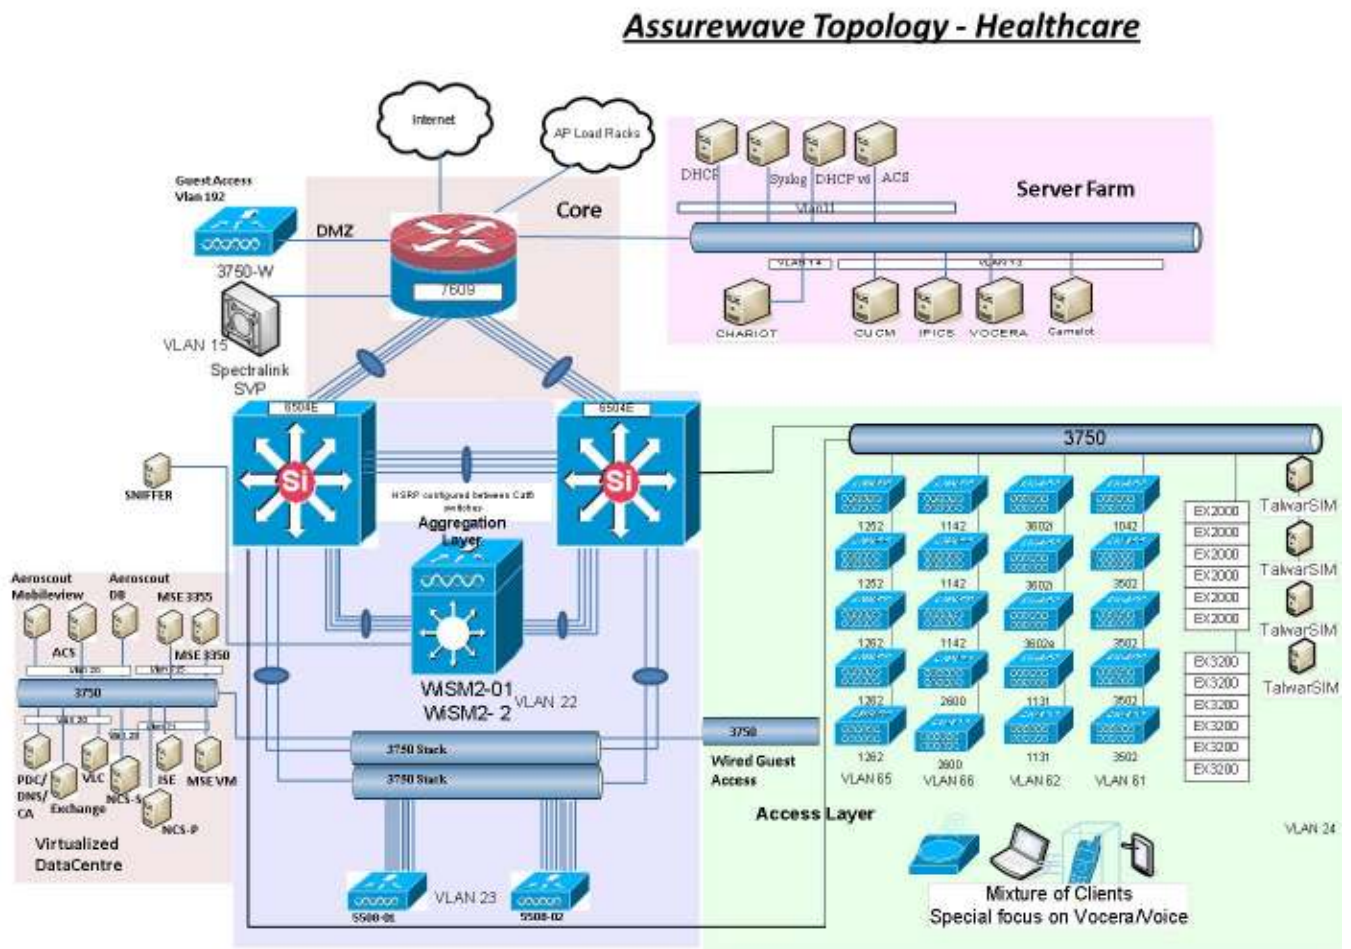 Assurewave Topology - Healthcare
Internet
AP Load Racks
Guest Access
Vlan 192
Core
DMZ
3750-W
7609
VLAN 15
Spectralink
SVP
DHCP
Syslog
DHCP v6
ACS
Server Farm
Vlan11
VLAN 14
CHARIOT
CUCM
IPICS
VOCERA
Camelot
6504E
6504E
HSRP configured between Cat6
switches
Aggregation
Layer
SNIFFER
3750
1262
1142
3602i
1042
1262
1142
3602i
3502
1262
1142
3602e
3502
1262
2600
1131
3502
1262
2600
1131
3502
VLAN 65
VLAN 66
VLAN 62
VLAN 61
EX2000
EX2000
EX2000
EX2000
EX2000
EX2000
EX3200
EX3200
EX3200
EX3200
EX3200
EX3200
TalwarSIM
TalwarSIM
TalwarSIM
TalwarSIM
VLAN 24
Aeroscout
Mobileview
Aeroscout
DB
MSE 3355
ACS
MSE 3350
3750
PDC/
DNS/
CA
Exchange
VLC
NCS-S
ISE
NCS-P
MSE VM
Virtualized
DataCentre
WiSM2-01
WiSM2- 2
VLAN 22
3750 Stack
3750 Stack
3750
Wired Guest
Access
Access Layer
VLAN 23
5508-01
5508-02
Mixture of Clients
Special focus on Vocera/Voice